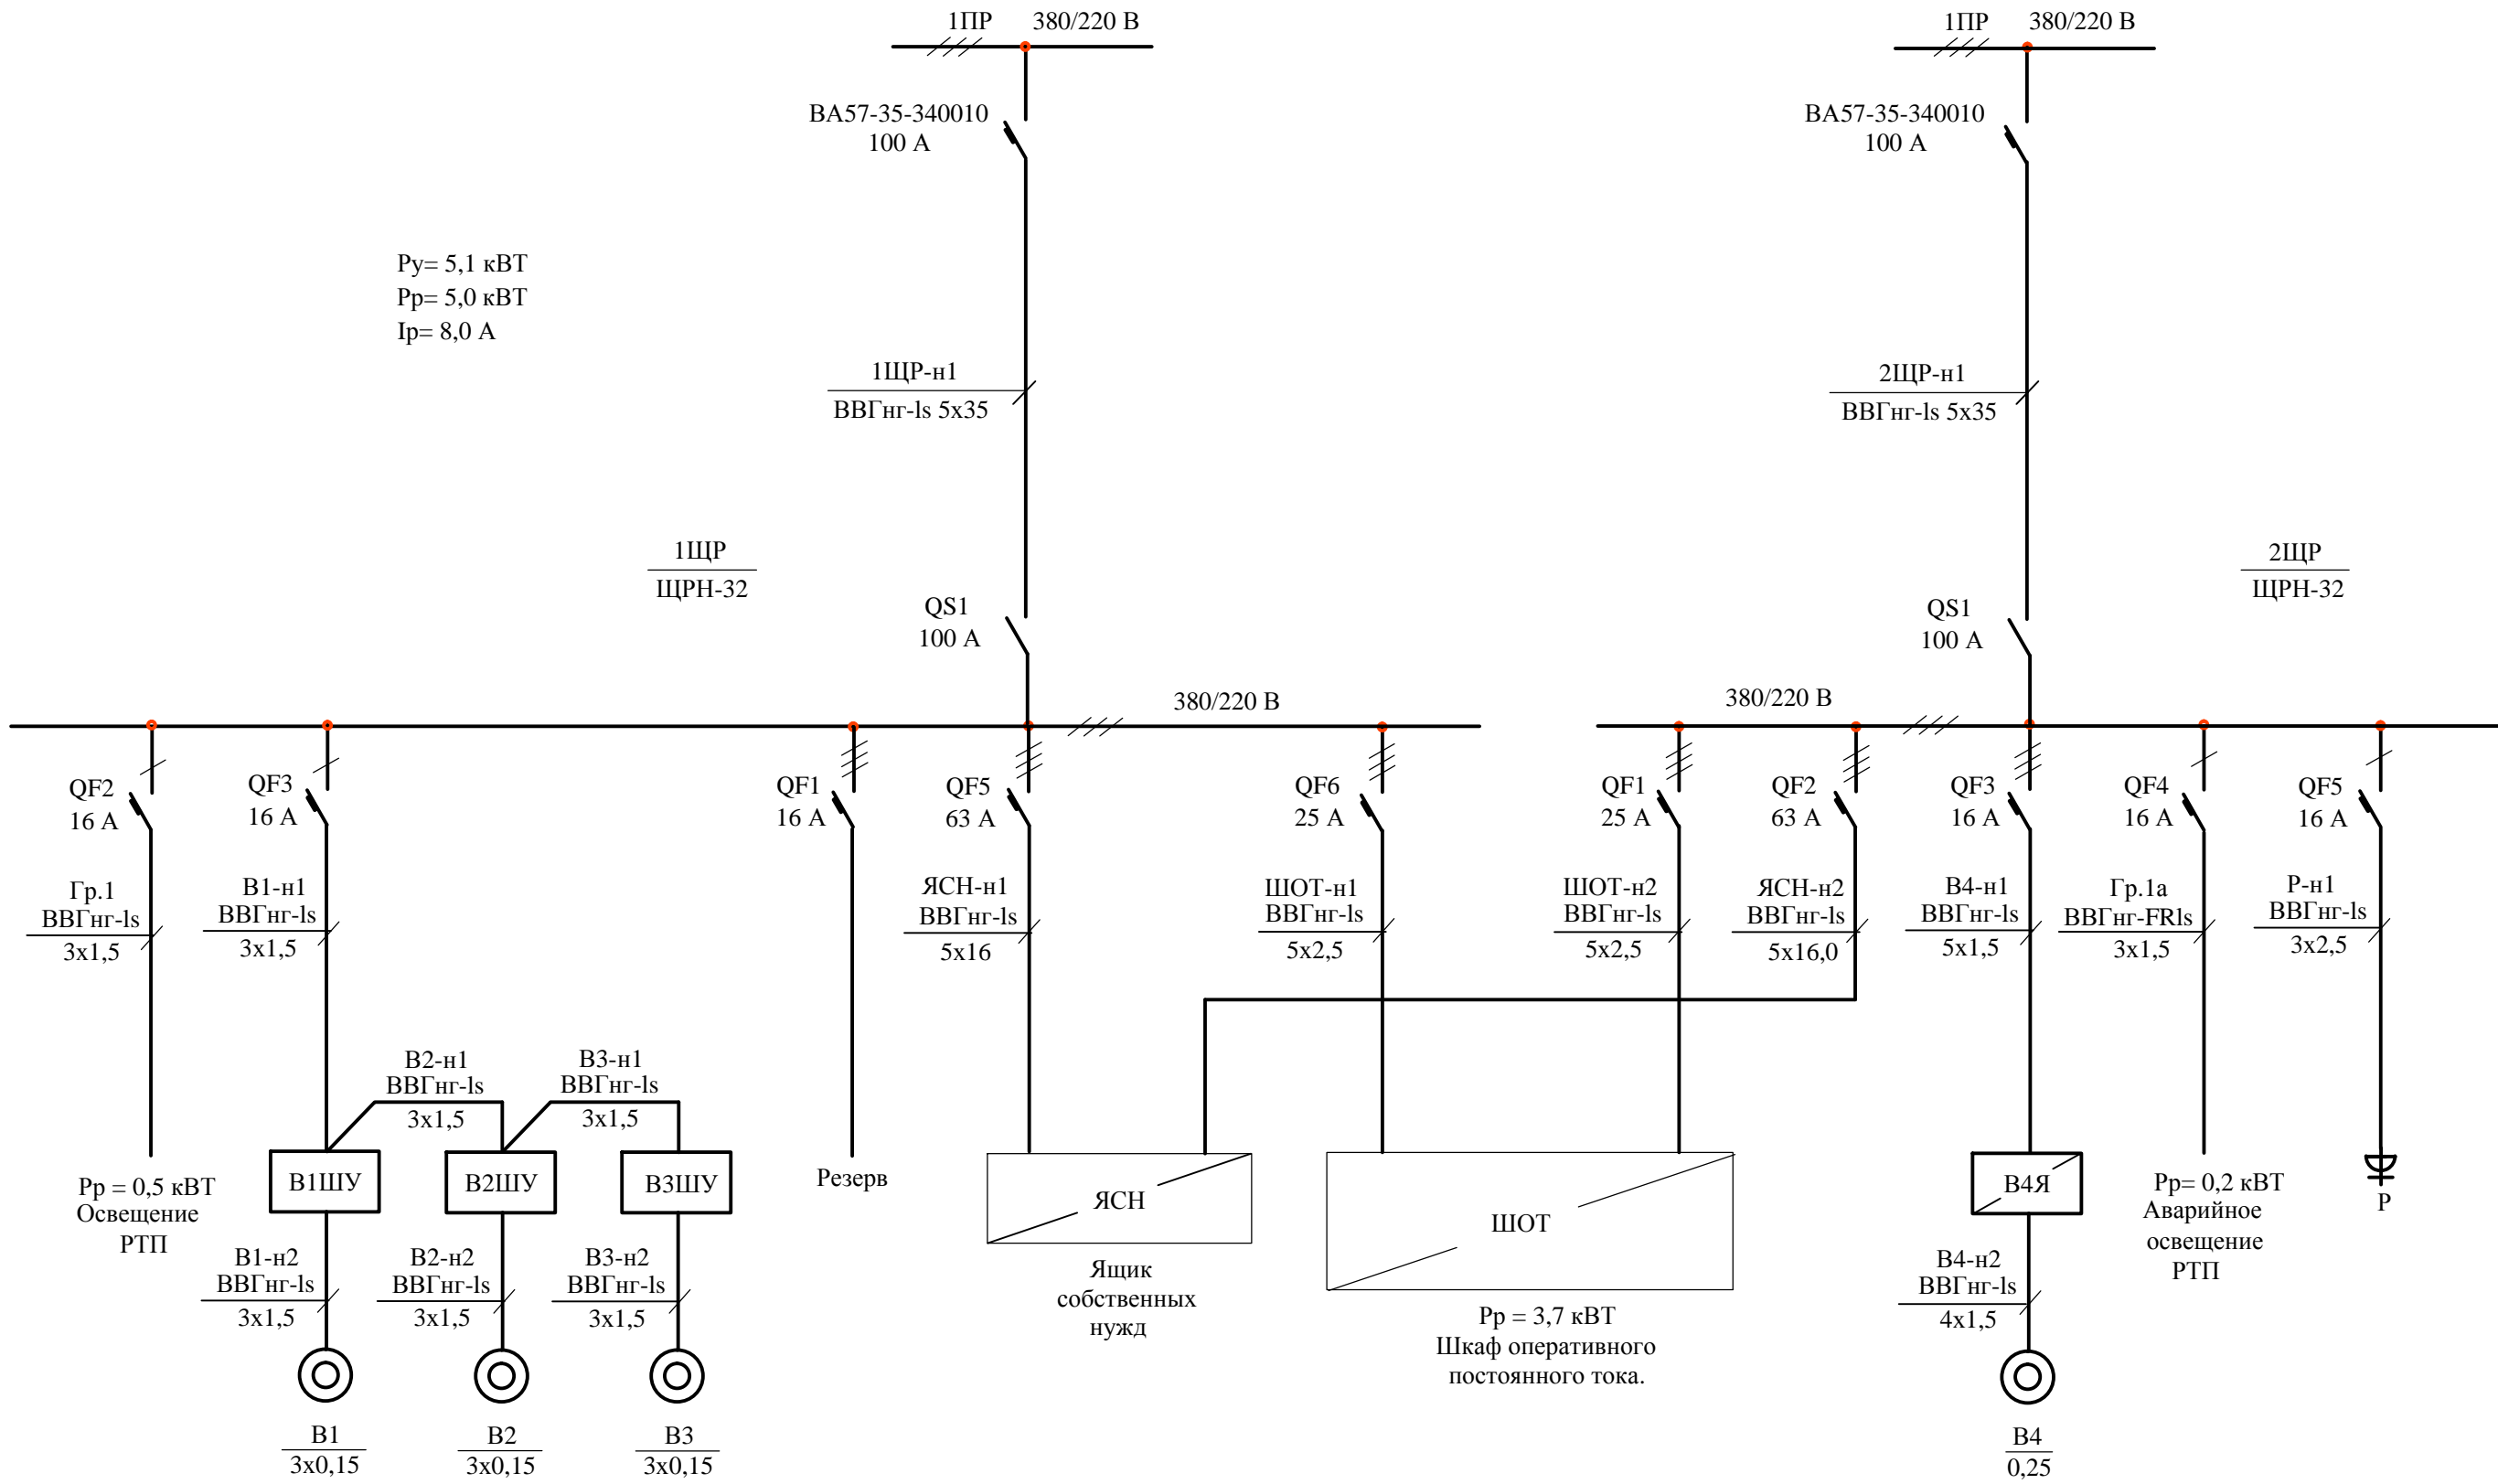 1ПР 380/220 В
1ПР 380/220 В
ВА57-35-340010
100 А
ВА57-35-340010
100 А
Ру= 5,1 кВТ
Рр= 5,0 кВТ
Iр= 8,0 А
1ЩР-н1
ВВГнг-ls 5х35
2ЩР-н1
ВВГнг-ls 5х35
1ЩР
ЩРН-32
2ЩР
ЩРН-32
QS1
100 А
QS1
100 А
380/220 В
380/220 В
QF2
16 А
QF3
16 А
QF1
16 А
QF5
63 А
QF6
25 А
QF1
25 А
QF2
63 А
QF3
16 А
QF4
16 А
QF5
16 А
Гр.1
ВВГнг-ls
3х1,5
В1-н1
ВВГнг-ls
3х1,5
ЯСН-н1
ВВГнг-ls
5х16
ШОТ-н1
ВВГнг-ls
5х2,5
ШОТ-н2
ВВГнг-ls
5х2,5
ЯСН-н2
ВВГнг-ls
5х16,0
В4-н1
ВВГнг-ls
5х1,5
Гр.1а
ВВГнг-FRls
3х1,5
Р-н1
ВВГнг-ls
3х2,5
В2-н1
ВВГнг-ls
3х1,5
В3-н1
ВВГнг-ls
3х1,5
Рр = 0,5 кВТ
Освещение
РТП
В1ШУ
В2ШУ
В3ШУ
Резерв
ЯСН
Ящик
собственных
нужд
ШОТ
Рр = 3,7 кВТ
Шкаф оперативного
постоянного тока.
В4Я
Рр= 0,2 кВТ
Аварийное
освещение
РТП
Р
В1-н2
ВВГнг-ls
3х1,5
В2-н2
ВВГнг-ls
3х1,5
В3-н2
ВВГнг-ls
3х1,5
В4-н2
ВВГнг-ls
4х1,5
В1
3х0,15
В2
3х0,15
В3
3х0,15
В4
0,25